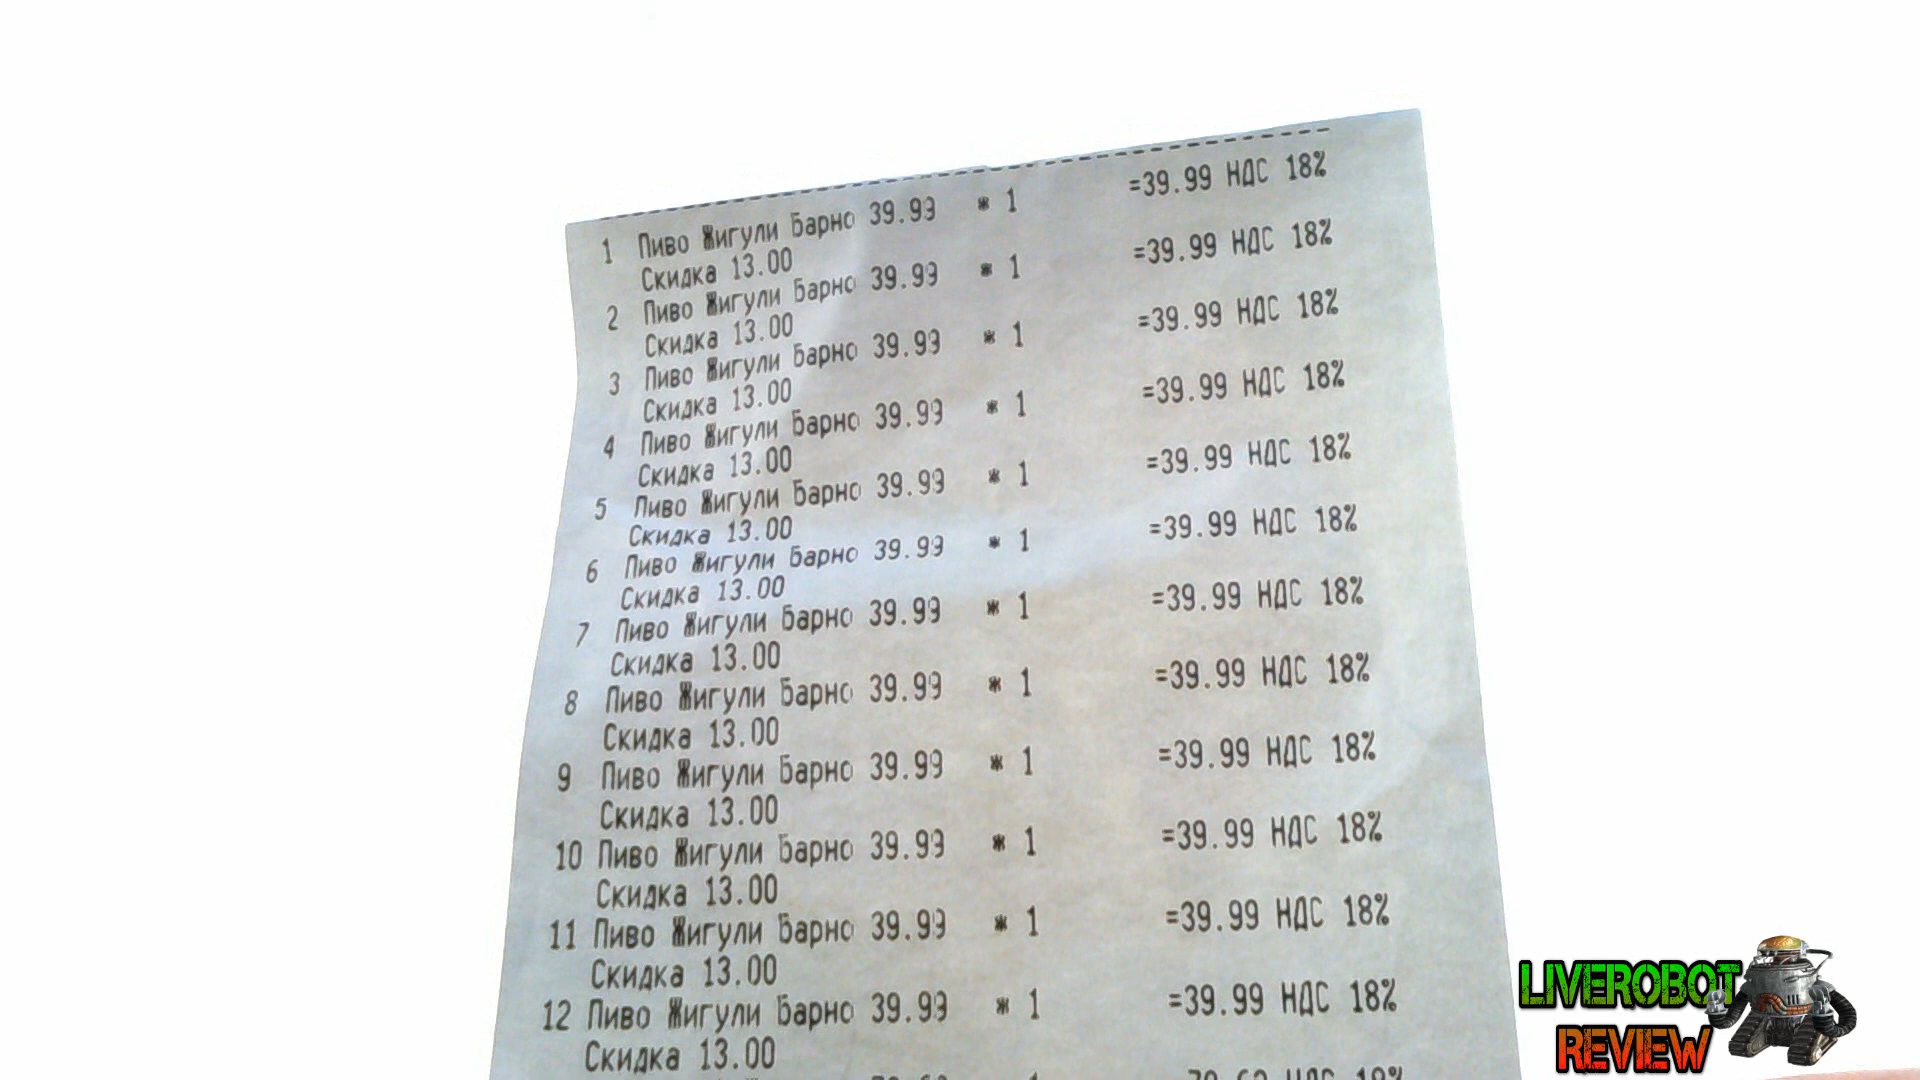 1 Пиво Жигули Барно 39.99 * 1 =39.99 НДС 18%
Скидка 13.00
2 Пиво Жигули Барно 39.99 * 1 =39.99 НДС 18%
Скидка 13.00
3 Пиво Жигули Барно 39.99 * 1 =39.99 НДС 18%
Скидка 13.00
4 Пиво Жигули Барно 39.99 * 1 =39.99 НДС 18%
Скидка 13.00
5 Пиво Жигули Барно 39.99 * 1 =39.99 НДС 18%
Скидка 13.00
6 Пиво Жигули Барно 39.99 * 1 =39.99 НДС 18%
Скидка 13.00
7 Пиво Жигули Барно 39.99 * 1 =39.99 НДС 18%
Скидка 13.00
8 Пиво Жигули Барно 39.99 * 1 =39.99 НДС 18%
Скидка 13.00
9 Пиво Жигули Барно 39.99 * 1 =39.99 НДС 18%
Скидка 13.00
10 Пиво Жигули Барно 39.99 * 1 =39.99 НДС 18%
Скидка 13.00
11 Пиво Жигули Барно 39.99 * 1 =39.99 НДС 18%
Скидка 13.00
12 Пиво Жигули Барно 39.99 * 1 =39.99 НДС 18%
Скидка 13.00
LIVEROBOT
REVIEW